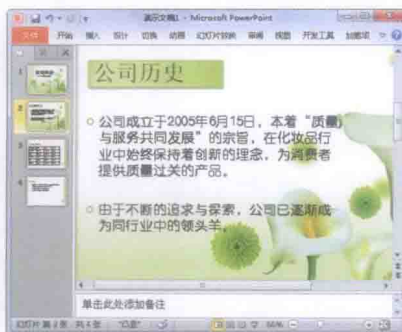 演示文稿1 - Microsoft PowerPoint
文件 开始 插入 设计 切换 动画 幻灯片放映 审阅 视图 开发工具 加载项
1
2
3
4
公司历史
公司成立于2005年6月15日，本着“质量
与服务共同发展”的宗旨，在化妆品行
业中始终保持着创新的理念，为消费者
提供质量过关的产品。
由于不断的追求与探索，公司已逐渐成
为同行业中的领头羊。
单击此处添加备注
幻灯片 第 2 张 共 4 张 66%